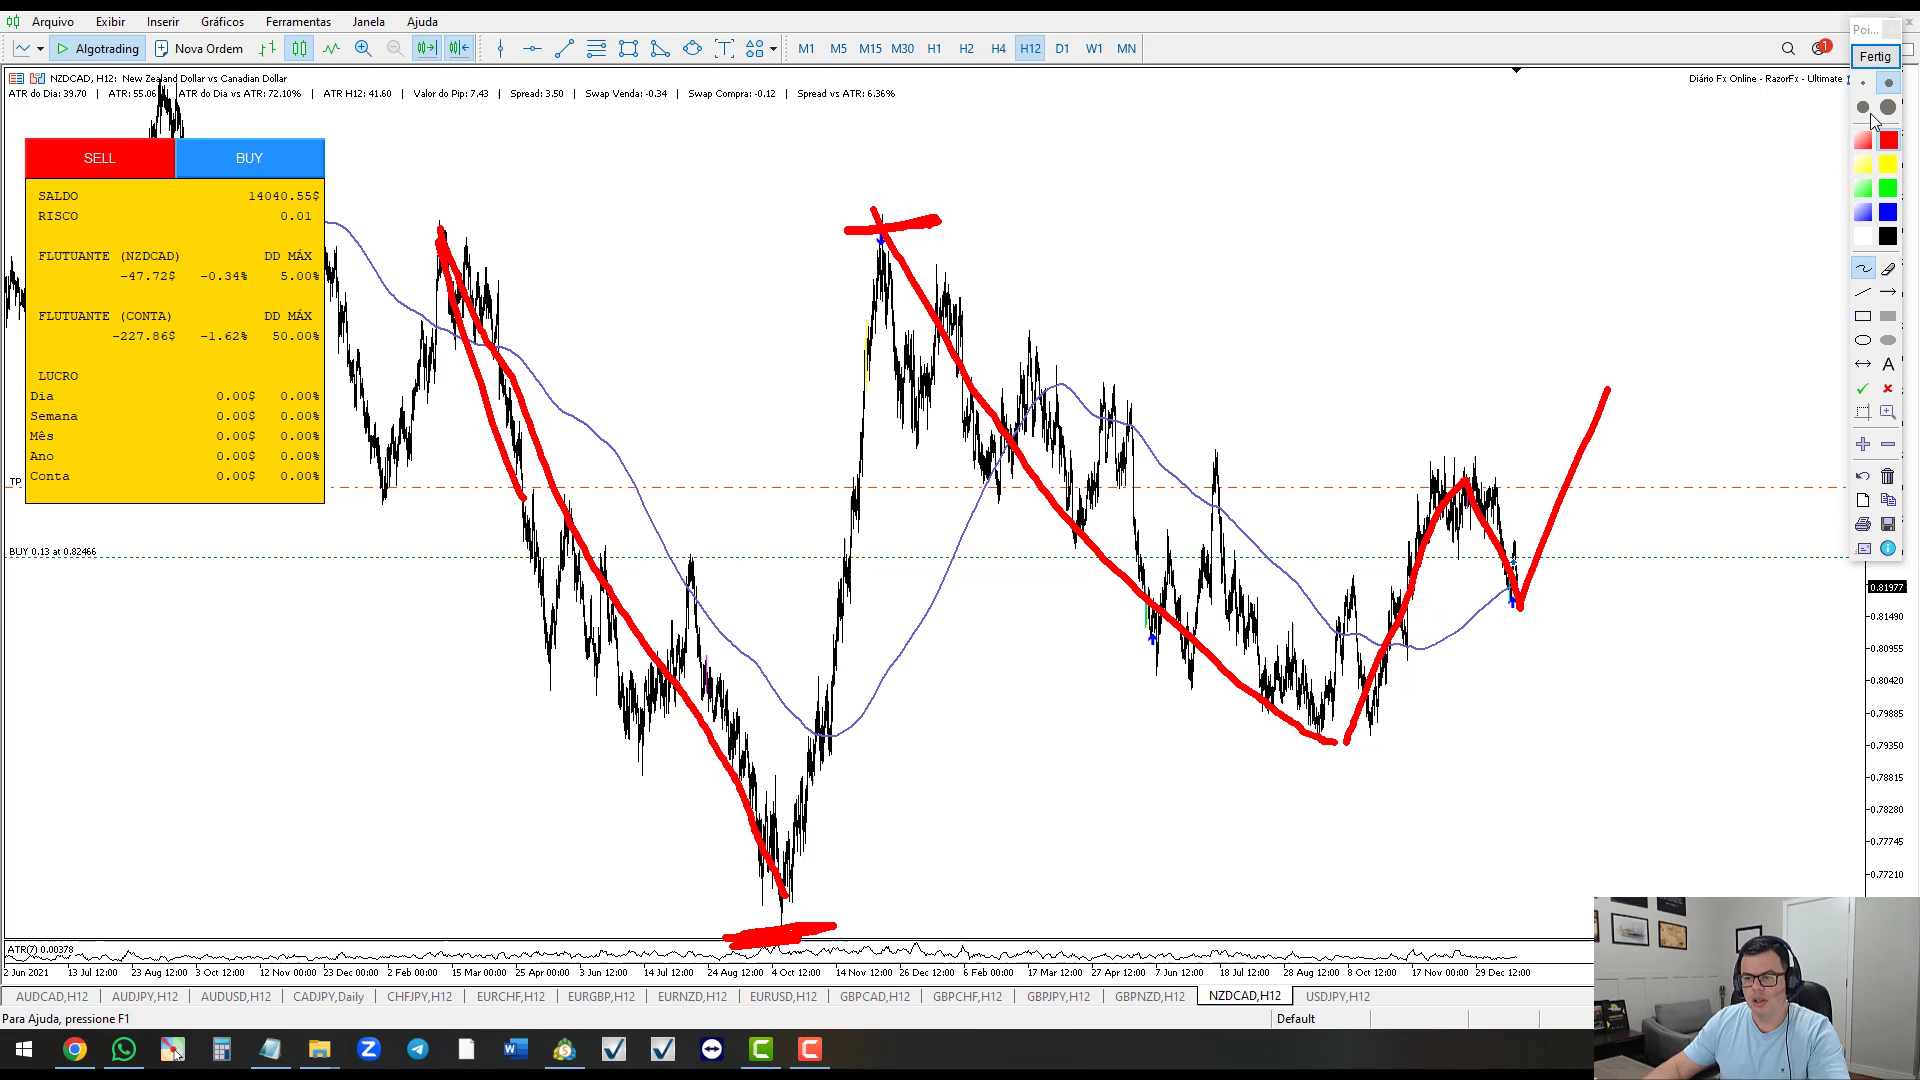 Arquivo Exibir Inserir Gráficos Ferramentas Janela Ajuda
Poi...
Algotrading Nova Ordem M1 M5 M15 M30 H1 H2 H4 H12 D1 W1 MN 1
Fertig
NZDCAD, H12: New Zealand Dollar vs Canadian Dollar
Diário Fx Online - RazorFx - Ultimate
ATR do Dia: 39.70 | ATR: 55.06 | ATR do Dia vs ATR: 72.10% | ATR H12: 41.60 | Valor do Pip: 7.43 | Spread: 3.50 | Swap Venda: -0.34 | Swap Compra: -0.12 | Spread vs ATR: 6.36%
SELL BUY
SALDO 14040.55$
RISCO 0.01
FLUTUANTE (NZDCAD) DD MÁX
-47.72$ -0.34% 5.00%
FLUTUANTE (CONTA) DD MÁX
-227.86$ -1.62% 50.00%
LUCRO
Dia 0.00$ 0.00%
Semana 0.00$ 0.00%
Mês 0.00$ 0.00%
Ano 0.00$ 0.00%
Conta 0.00$ 0.00%
TP
BUY 0.13 at 0.82466
A
0.81977
0.81490
0.80955
0.80420
0.79885
0.79350
0.78815
0.78280
0.77745
0.77210
ATR(7) 0.00378
2 Jun 2021 13 Jul 12:00 23 Aug 12:00 3 Oct 12:00 12 Nov 00:00 23 Dec 00:00 2 Feb 00:00 15 Mar 00:00 25 Apr 00:00 3 Jun 12:00 14 Jul 12:00 24 Aug 12:00 4 Oct 12:00 14 Nov 12:00 26 Dec 12:00 6 Feb 00:00 17 Mar 12:00 27 Apr 12:00 7 Jun 12:00 18 Jul 12:00 28 Aug 12:00 8 Oct 12:00 17 Nov 00:00 29 Dec 12:00
AUDCAD,H12 AUDJPY,H12 AUDUSD,H12 CADJPY,Daily CHFJPY,H12 EURCHF,H12 EURGBP,H12 EURNZD,H12 EURUSD,H12 GBPCAD,H12 GBPCHF,H12 GBPJPY,H12 GBPNZD,H12 NZDCAD,H12 USDJPY,H12
Para Ajuda, pressione F1 Default